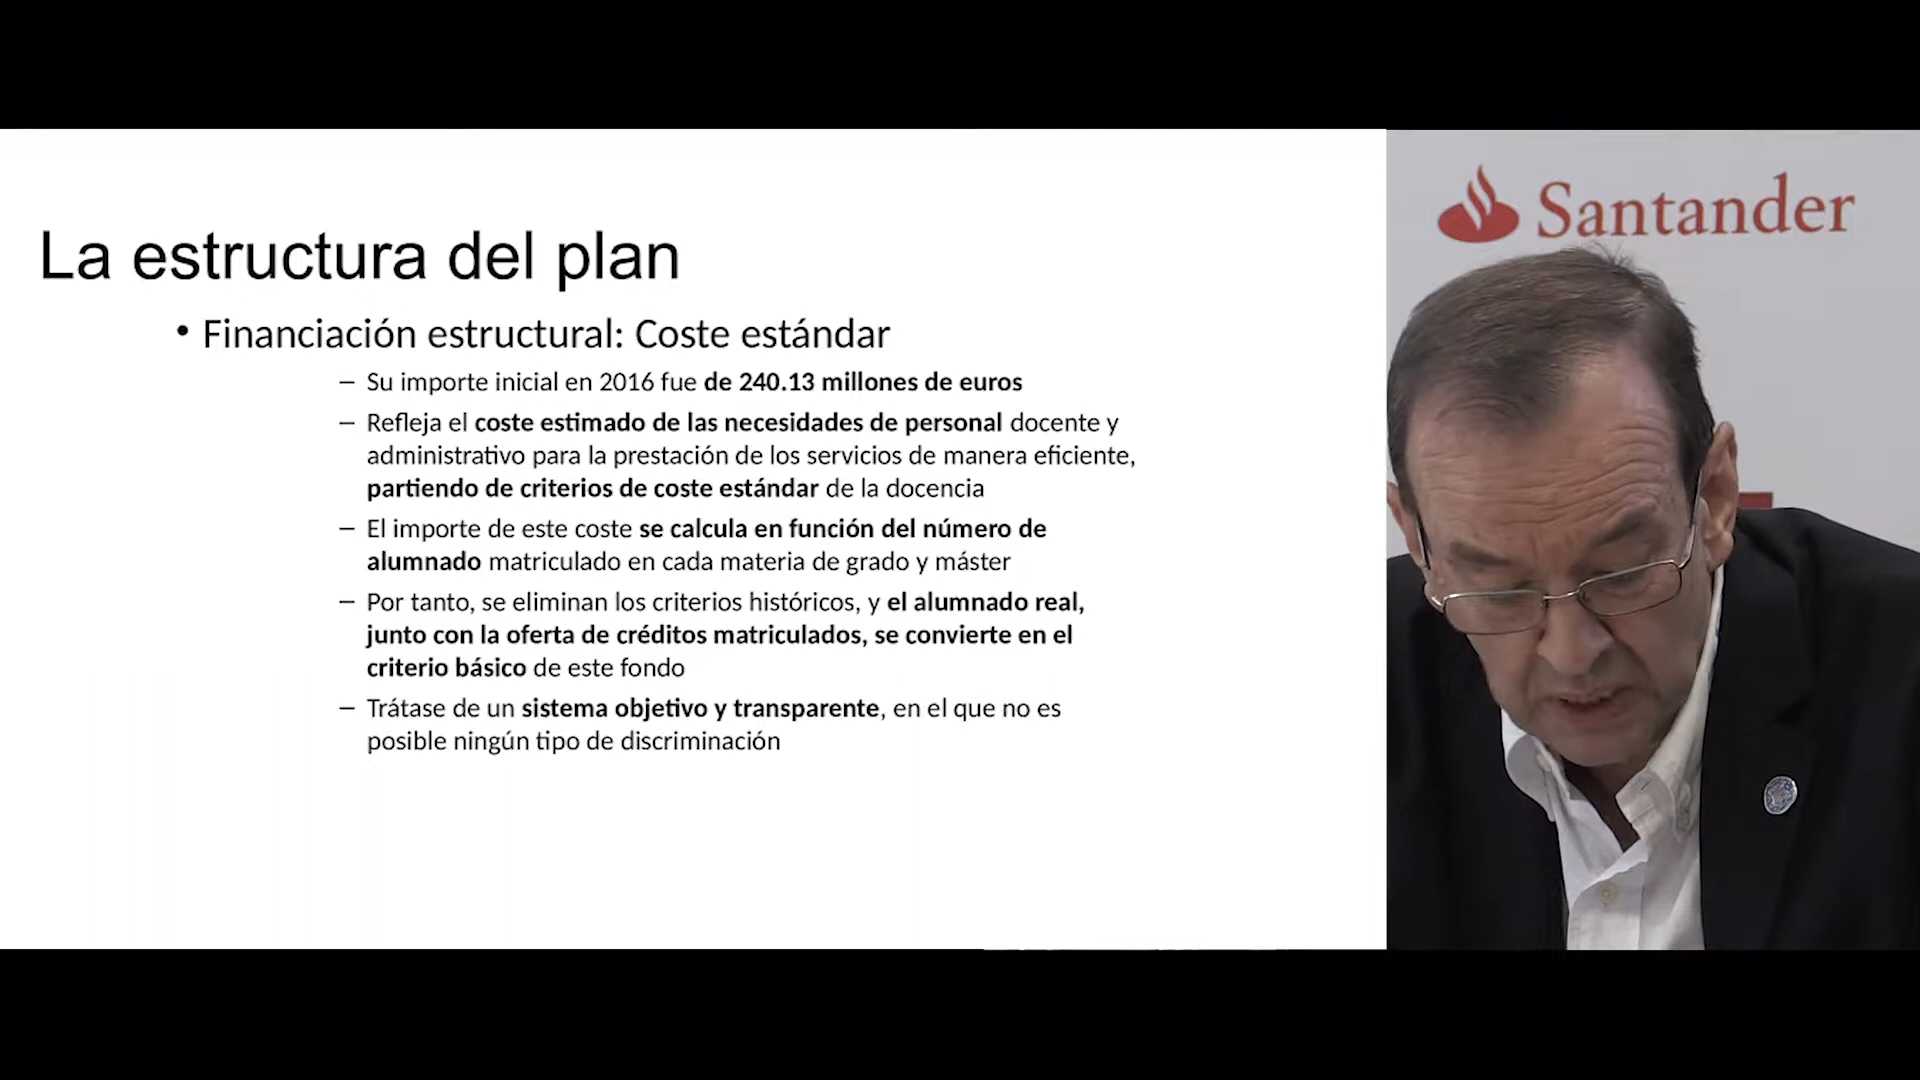 Santander
La estructura del plan
• Financiación estructural: Coste estándar
– Su importe inicial en 2016 fue de 240.13 millones de euros
– Refleja el coste estimado de las necesidades de personal docente y
administrativo para la prestación de los servicios de manera eficiente,
partiendo de criterios de coste estándar de la docencia
– El importe de este coste se calcula en función del número de
alumnado matriculado en cada materia de grado y máster
– Por tanto, se eliminan los criterios históricos, y el alumnado real,
junto con la oferta de créditos matriculados, se convierte en el
criterio básico de este fondo
– Trátase de un sistema objetivo y transparente, en el que no es
posible ningún tipo de discriminación